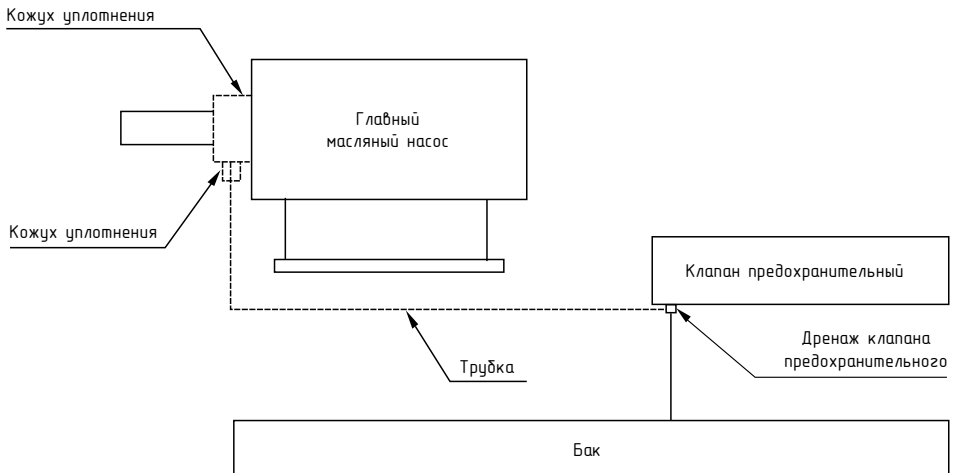 Кожух уплотнения
Главный
масляный насос
Кожух уплотнения
Клапан предохранительный
Дренаж клапана
предохранительного
Трубка
Бак